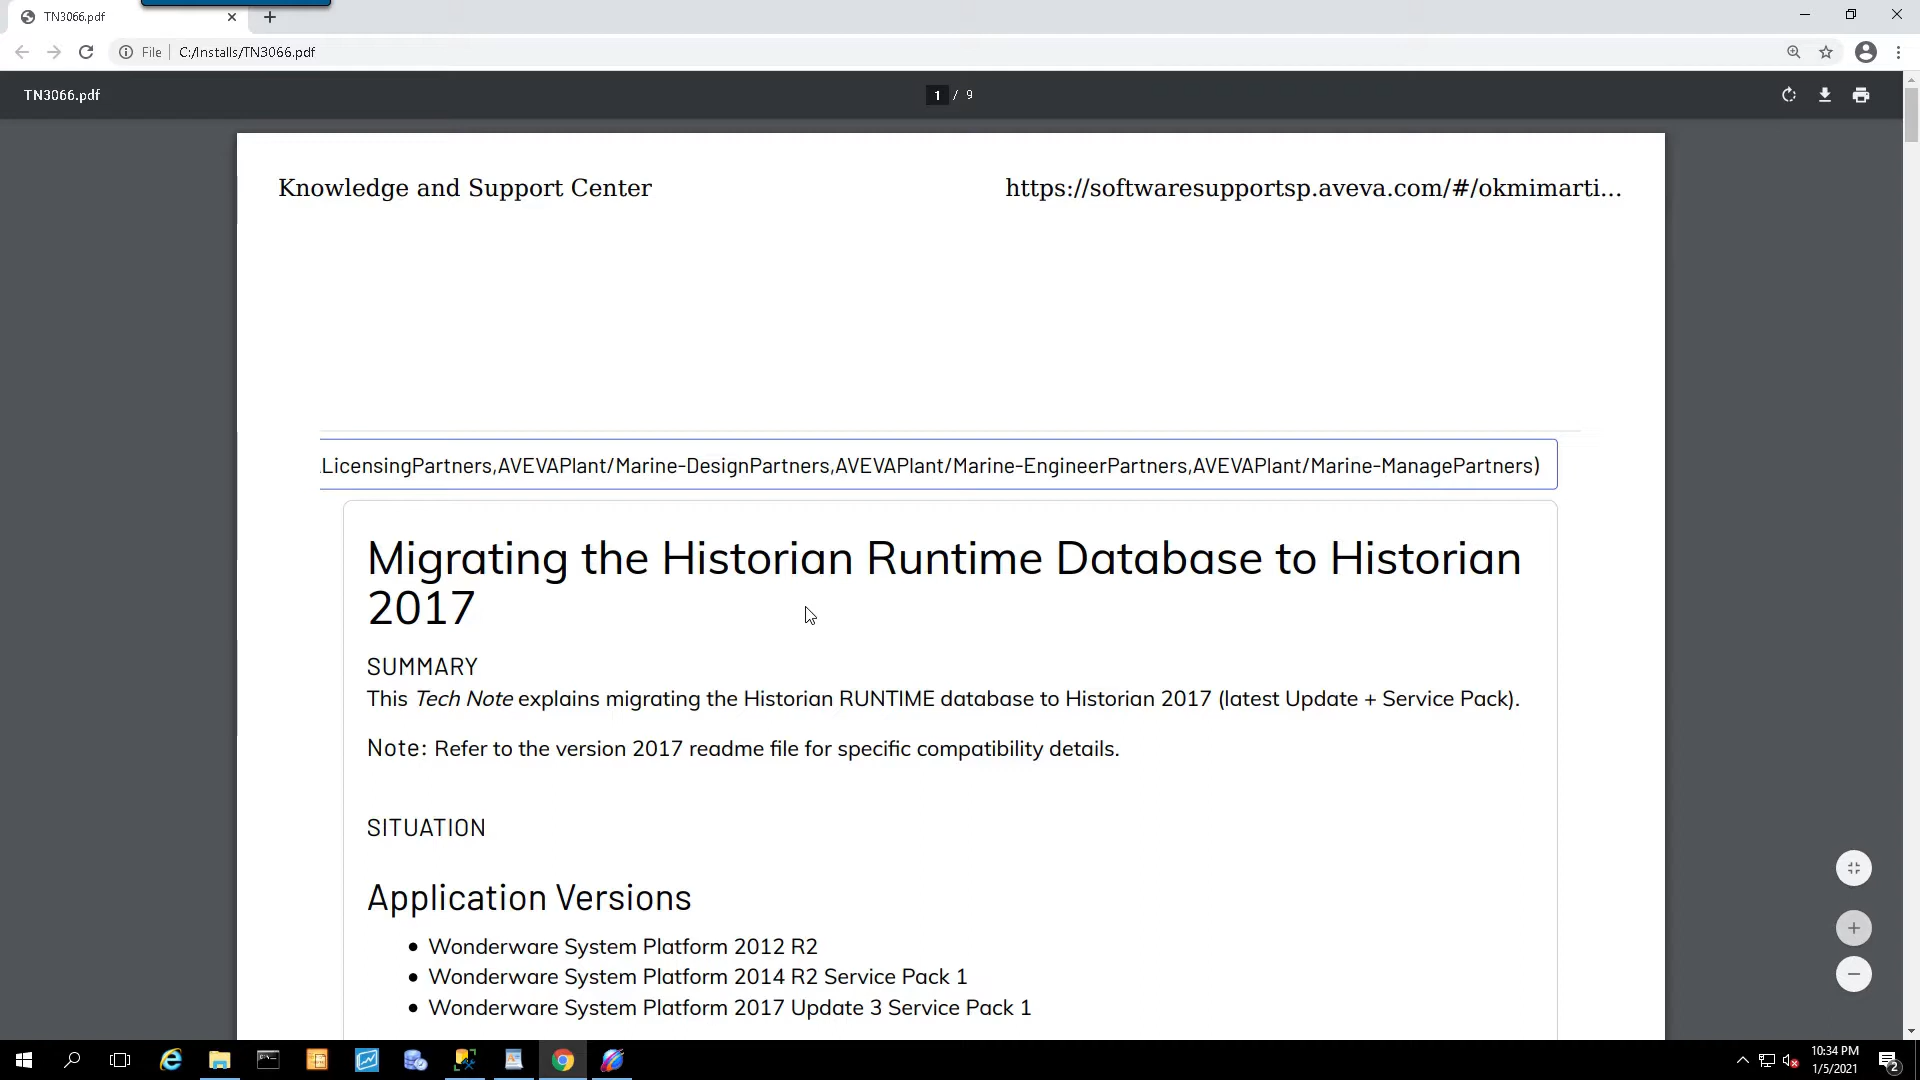 TN3066.pdf
File
C:/Installs/TN3066.pdf
TN3066.pdf
1 / 9
Knowledge and Support Center
https://softwaresupportsp.aveva.com/#/okmimarti...
LicensingPartners,AVEVAPlant/Marine-DesignPartners,AVEVAPlant/Marine-EngineerPartners,AVEVAPlant/Marine-ManagePartners)
Migrating the Historian Runtime Database to Historian
2017
SUMMARY
This Tech Note explains migrating the Historian RUNTIME database to Historian 2017 (latest Update + Service Pack).
Note: Refer to the version 2017 readme file for specific compatibility details.
SITUATION
Application Versions
• Wonderware System Platform 2012 R2
• Wonderware System Platform 2014 R2 Service Pack 1
• Wonderware System Platform 2017 Update 3 Service Pack 1
10:34 PM
1/5/2021
2